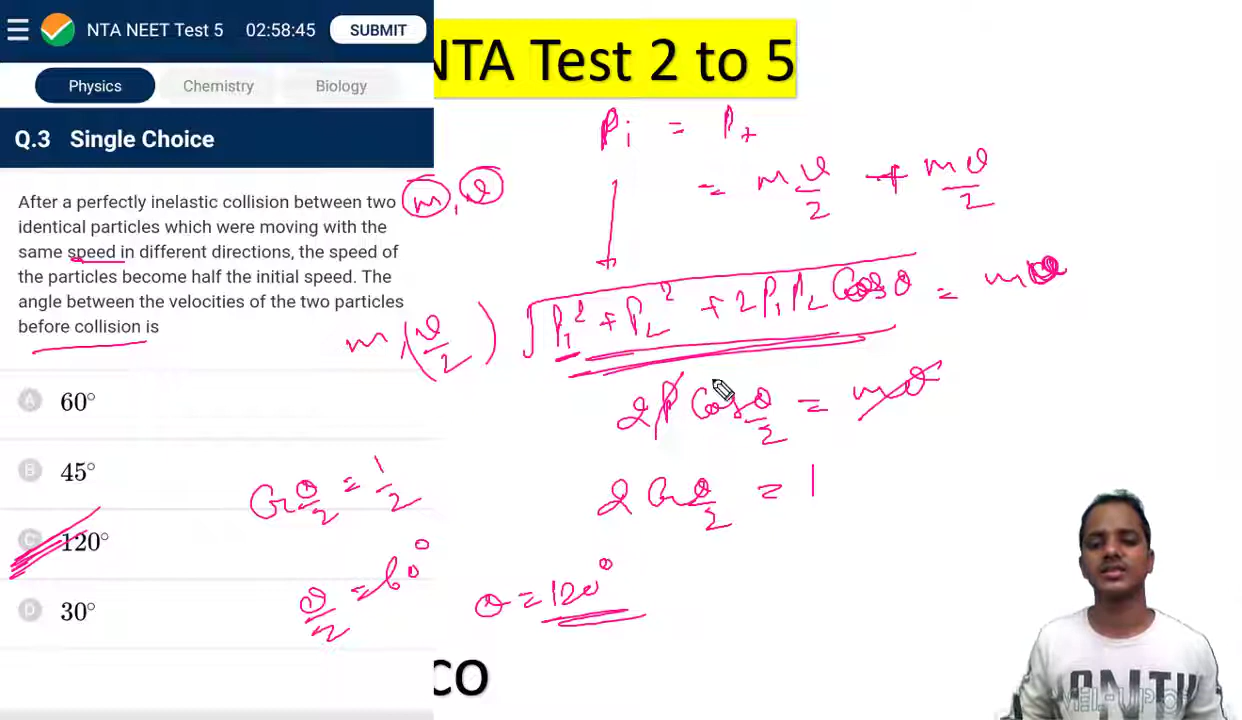 NTA NEET Test 5 02:58:45 SUBMIT
NTA Test 2 to 5
Physics Chemistry Biology
Q.3 Single Choice
After a perfectly inelastic collision between two
identical particles which were moving with the
same speed in different directions, the speed of
the particles become half the initial speed. The
angle between the velocities of the two particles
before collision is
A 60°
B 45°
C 120°
D 30°
Pi = Pf
m, v
= m v/2 + m v/2
m (v/2) √P₁² + P₂² + 2P₁P₂ Cos θ = mv
2P Cos θ/2 = mv
2 Cos θ/2 = 1
Cos θ/2 = 1/2
θ/2 = 60°
θ = 120°
co